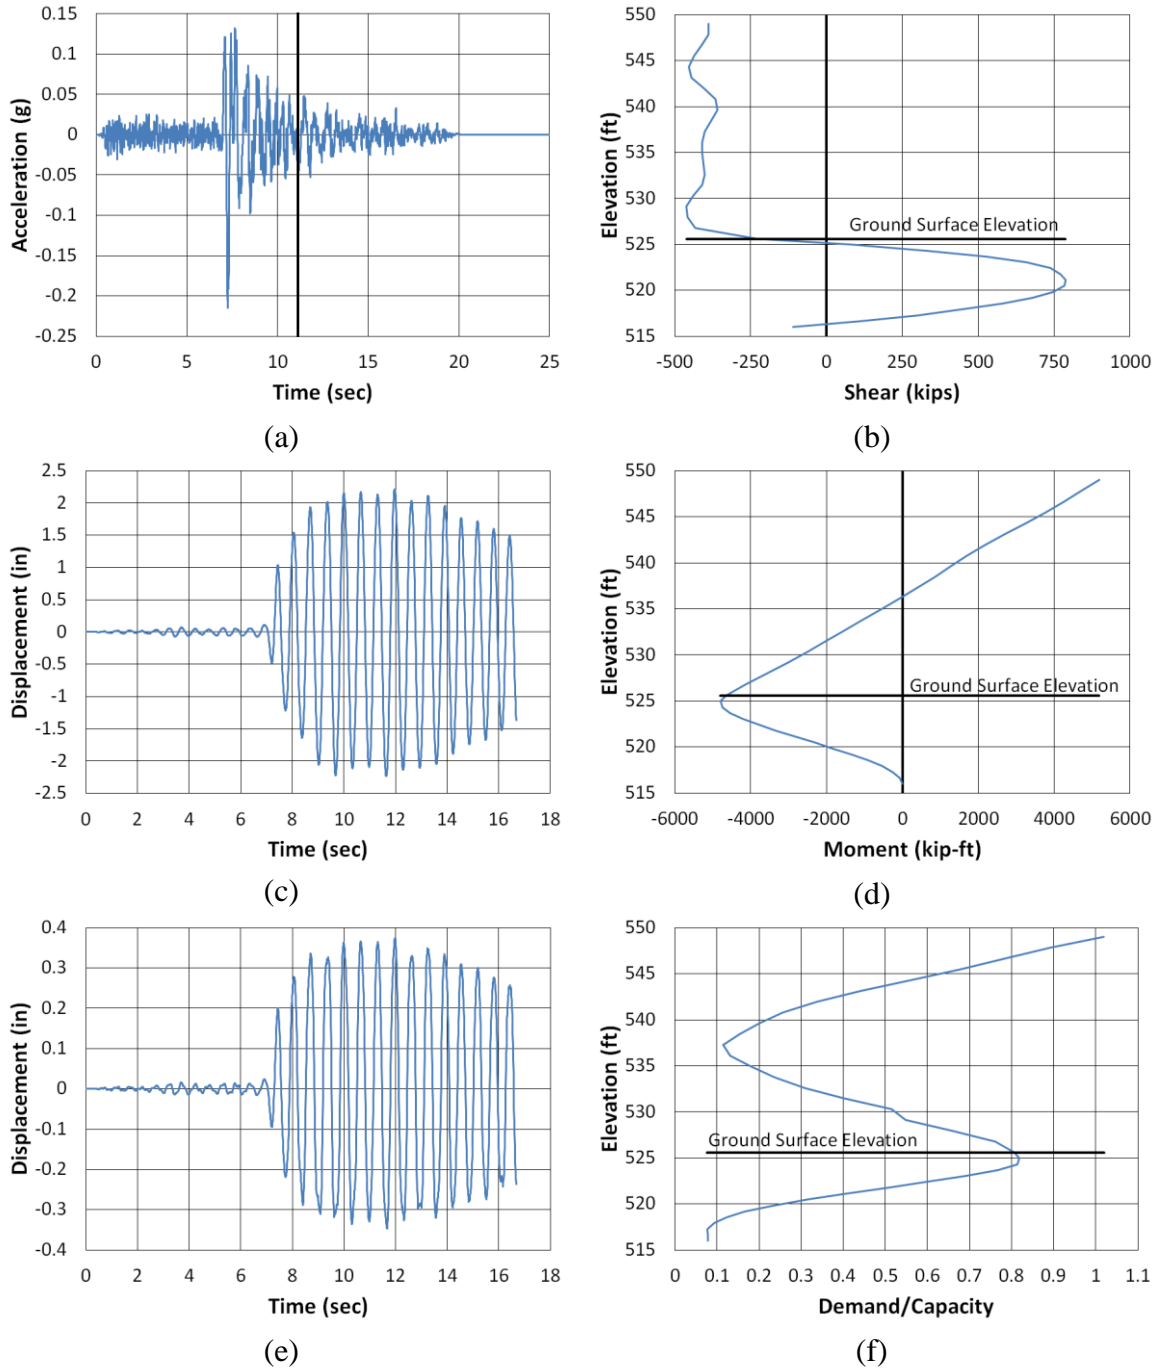 0.15
0.1
0.05
0
-0.05
-0.1
-0.15
-0.2
-0.25
Acceleration (g)
0 5 10 15 20 25
Time (sec)
(a)
550
545
540
535
530
525
520
515
Elevation (ft)
Ground Surface Elevation
-500 -250 0 250 500 750 1000
Shear (kips)
(b)
2.5
2
1.5
1
0.5
0
-0.5
-1
-1.5
-2
-2.5
Displacement (in)
0 2 4 6 8 10 12 14 16 18
Time (sec)
(c)
550
545
540
535
530
525
520
515
Elevation (ft)
Ground Surface Elevation
-6000 -4000 -2000 0 2000 4000 6000
Moment (kip-ft)
(d)
0.4
0.3
0.2
0.1
0
-0.1
-0.2
-0.3
-0.4
Displacement (in)
0 2 4 6 8 10 12 14 16 18
Time (sec)
(e)
550
545
540
535
530
525
520
515
Elevation (ft)
Ground Surface Elevation
0 0.1 0.2 0.3 0.4 0.5 0.6 0.7 0.8 0.9 1 1.1
Demand/Capacity
(f)